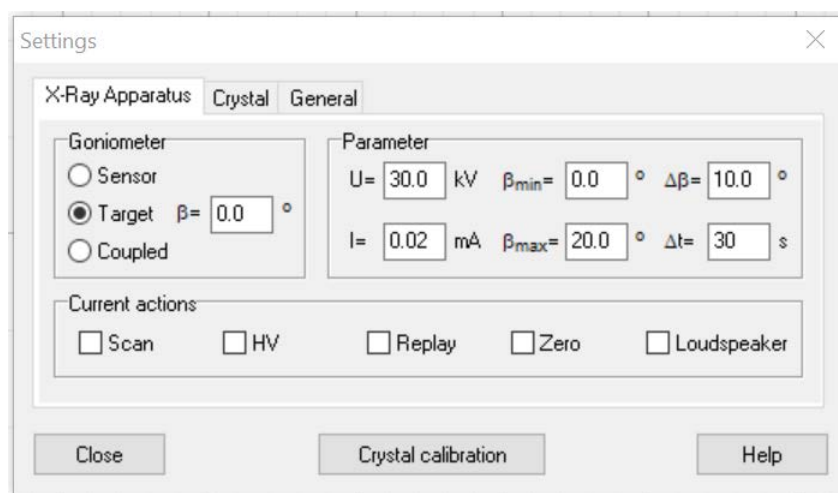 Settings
X-Ray Apparatus Crystal General
Goniometer
Sensor
Target β= 0.0 °
Coupled
Parameter
U= 30.0 kV βmin= 0.0 ° Δβ= 10.0 °
I= 0.02 mA βmax= 20.0 ° Δt= 30 s
Current actions
Scan HV Replay Zero Loudspeaker
Close Crystal calibration Help